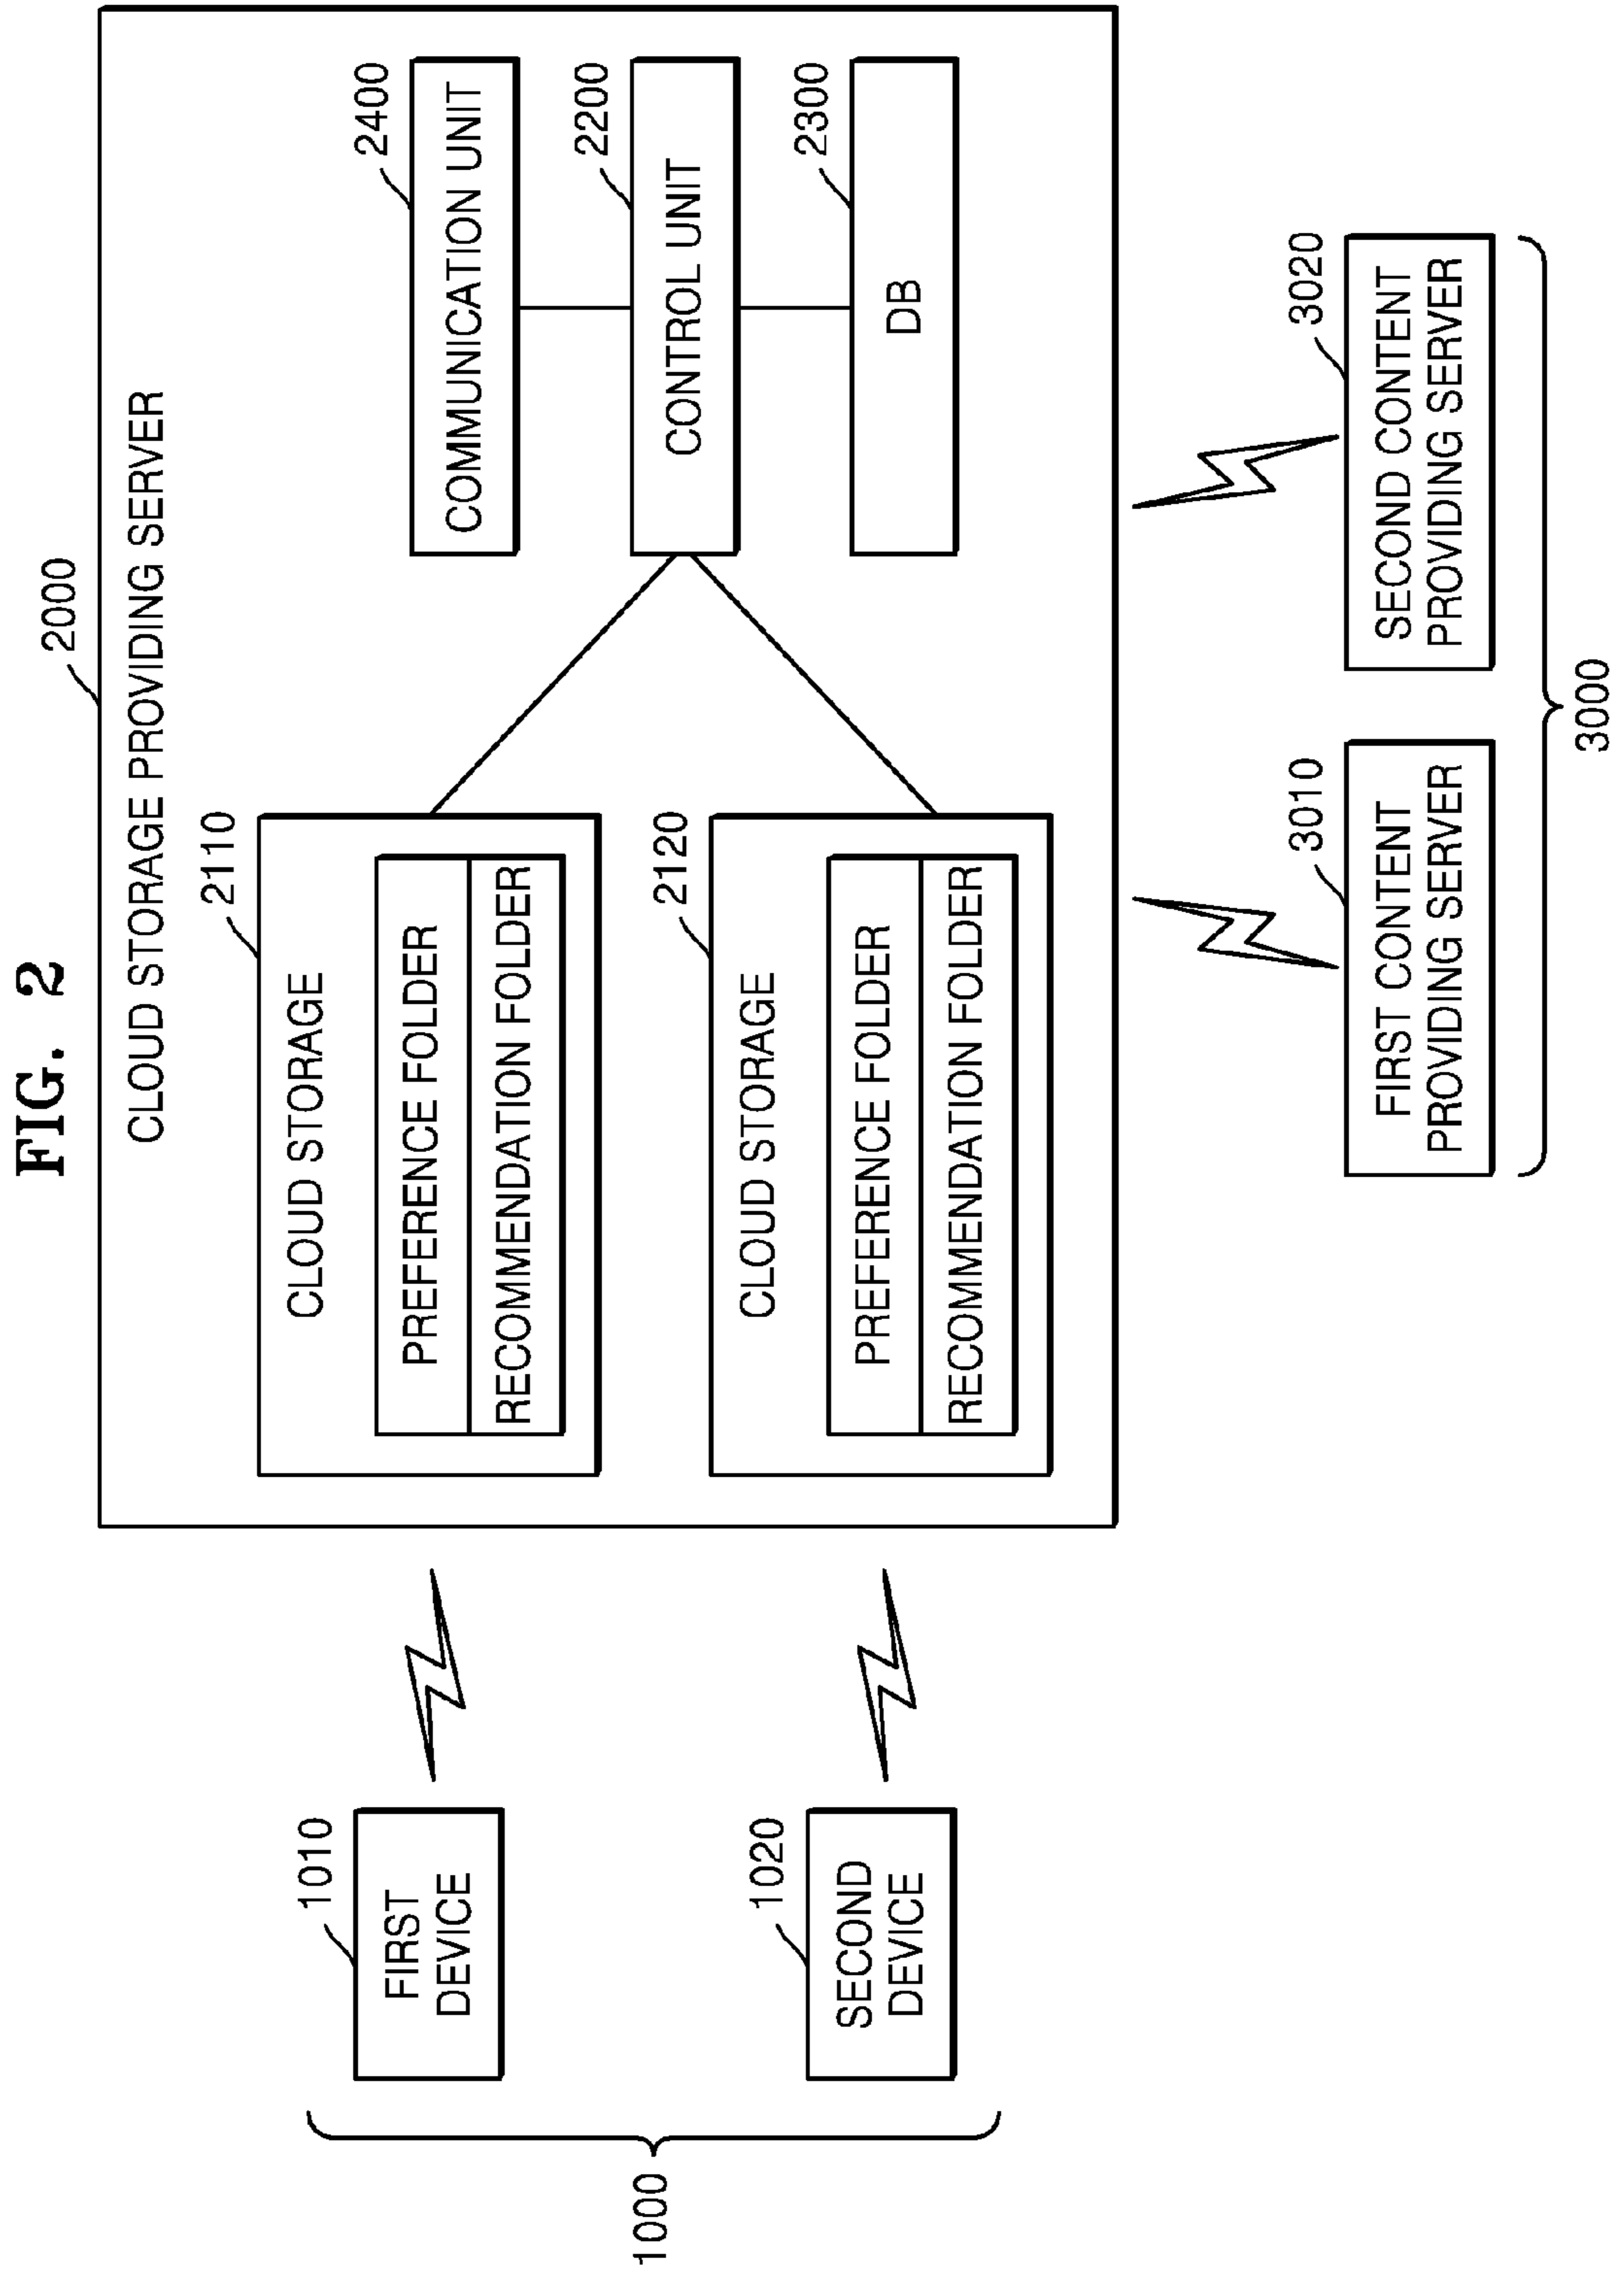 FIG. 2
2000
CLOUD STORAGE PROVIDING SERVER
1000
1010
FIRST
DEVICE
1020
SECOND
DEVICE
2110
CLOUD STORAGE
PREFERENCE FOLDER
RECOMMENDATION FOLDER
2120
CLOUD STORAGE
PREFERENCE FOLDER
RECOMMENDATION FOLDER
2400
COMMUNICATION UNIT
2200
CONTROL UNIT
2300
DB
3010
FIRST CONTENT
PROVIDING SERVER
3020
SECOND CONTENT
PROVIDING SERVER
3000